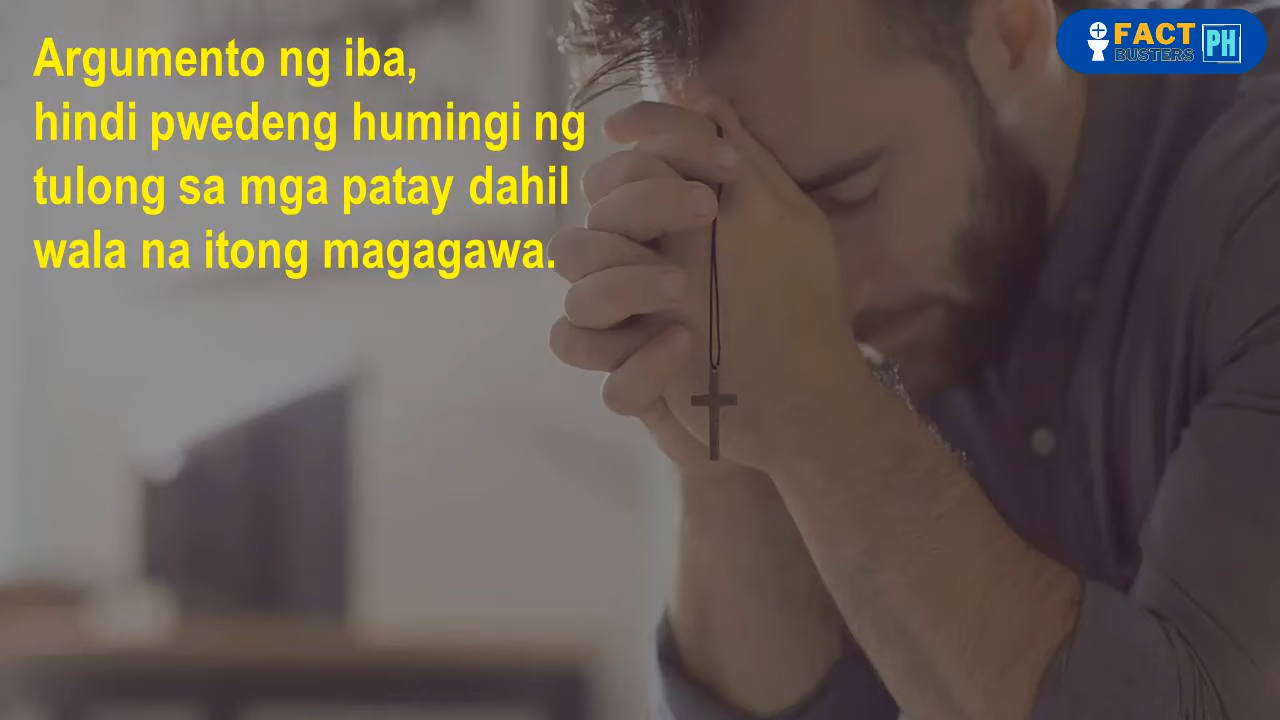 Argumento ng iba,
hindi pwedeng humingi ng
tulong sa mga patay dahil
wala na itong magagawa.
FACT
BUSTERS
PH